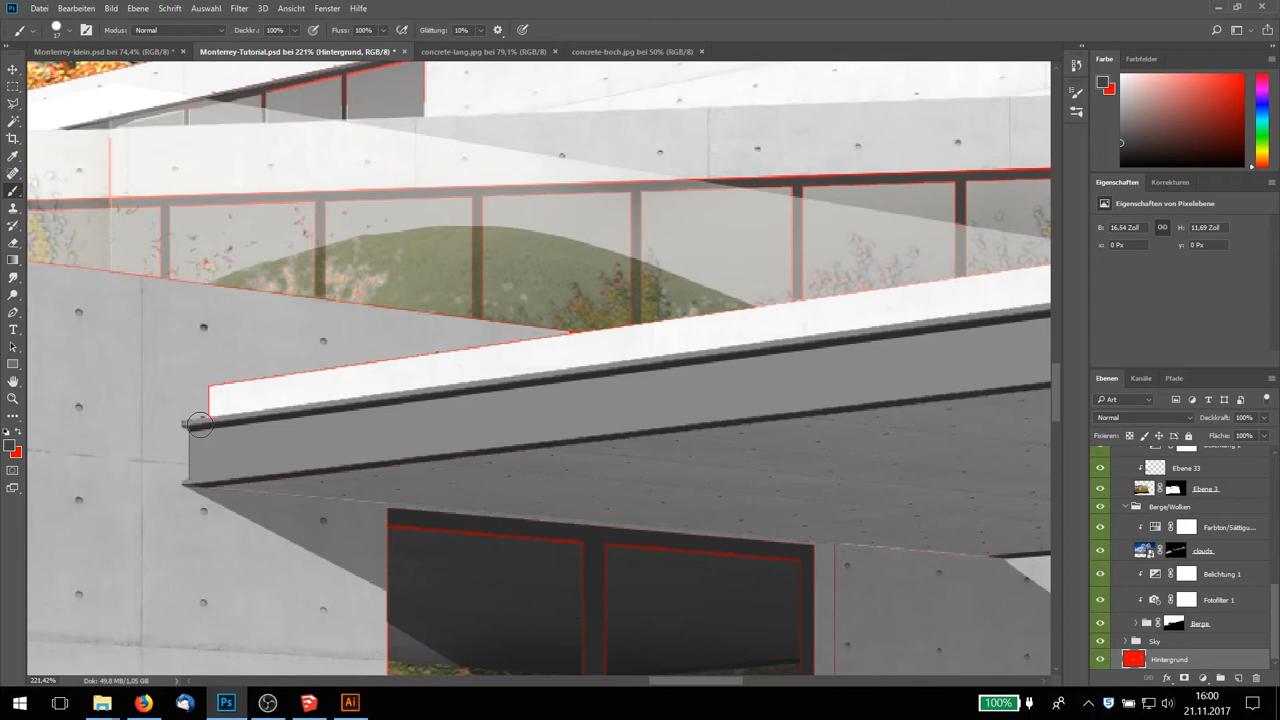 Datei Bearbeiten Bild Ebene Schrift Auswahl Filter 3D Ansicht Fenster Hilfe
17 Modus: Normal Deckkr.: 100% Fluss: 100% Glättung: 10%
Monterrey-klein.psd bei 74,4% (RGB/8) * × Monterrey-Tutorial.psd bei 221% (Hintergrund, RGB/8) * × concrete-lang.jpg bei 79,1% (RGB/8) × concrete-hoch.jpg bei 50% (RGB/8) ×
Farbe Farbfelder
Eigenschaften Korrekturen
Eigenschaften von Pixelebene
B: 16,54 Zoll H: 11,69 Zoll
x: 0 Px y: 0 Px
Ebenen Kanäle Pfade
Art
Normal Deckkraft: 100%
Fixieren: Fläche: 100%
Ebene 33
Ebene 3
Berge/Wolken
Farbton/Sättigu...
clouds
Belichtung 1
Fotofilter 1
Berge
Sky
Hintergrund
221,42% Dok: 49,8 MB/1,05 GB
100% 16:00
21.11.2017